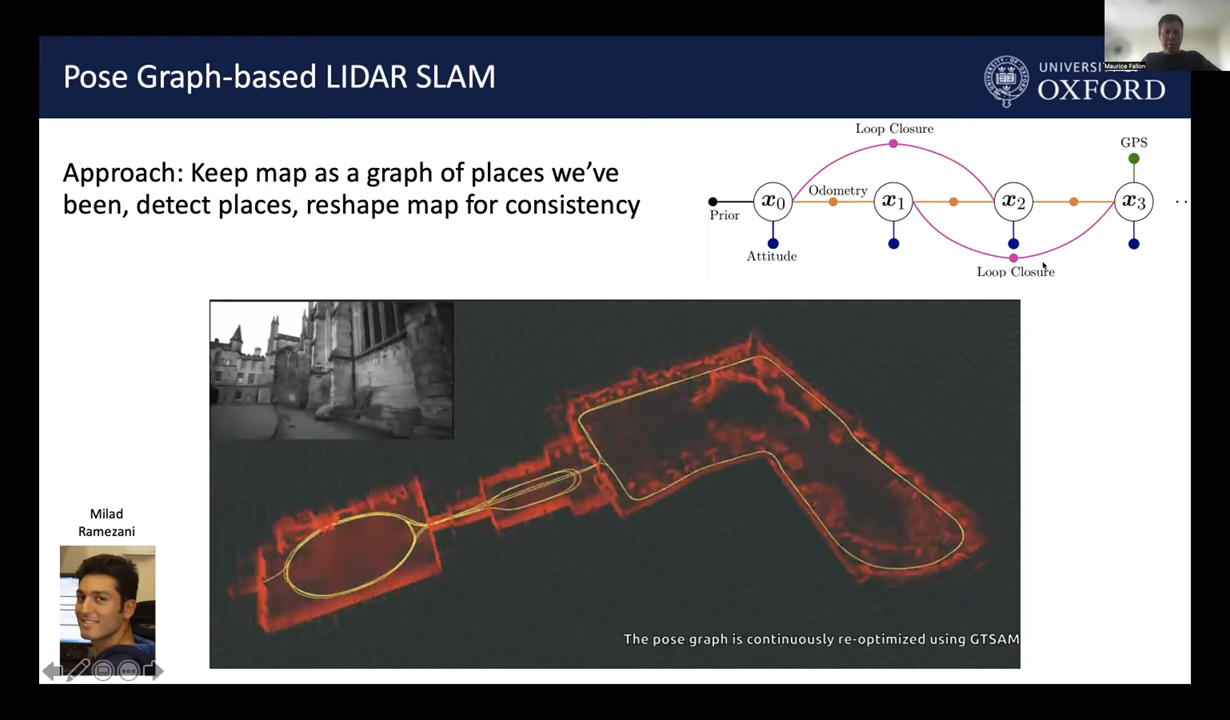 Pose Graph-based LIDAR SLAM
Maurice Fallon
OXFORD
Approach: Keep map as a graph of places we've
been, detect places, reshape map for consistency
Loop Closure
GPS
Odometry
x0
x1
x2
x3
Prior
Attitude
Loop Closure
Milad
Ramezani
The pose graph is continuously re-optimized using GTSAM